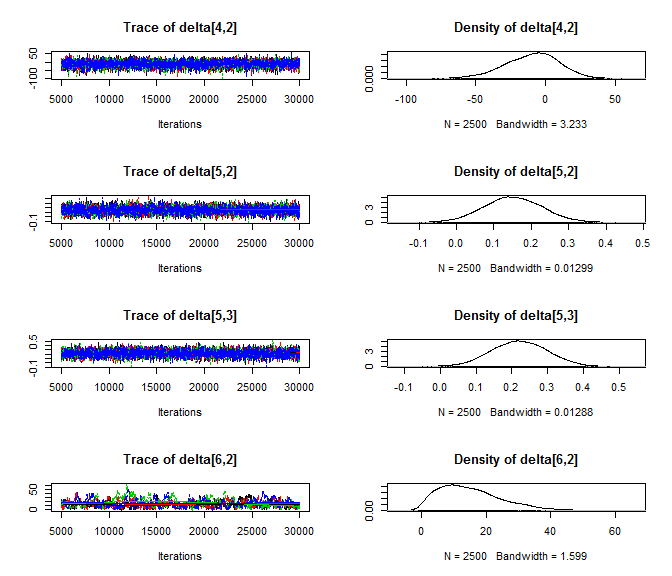 Trace of delta[4,2]
50
-100
5000 10000 15000 20000 25000 30000
Iterations
Density of delta[4,2]
0.000
-100 -50 0 50
N = 2500 Bandwidth = 3.233
Trace of delta[5,2]
-0.1
5000 10000 15000 20000 25000 30000
Iterations
Density of delta[5,2]
3
0
-0.1 0.0 0.1 0.2 0.3 0.4 0.5
N = 2500 Bandwidth = 0.01299
Trace of delta[5,3]
0.5
-0.1
5000 10000 15000 20000 25000 30000
Iterations
Density of delta[5,3]
3
0
-0.1 0.0 0.1 0.2 0.3 0.4 0.5
N = 2500 Bandwidth = 0.01288
Trace of delta[6,2]
50
0
5000 10000 15000 20000 25000 30000
Iterations
Density of delta[6,2]
0.00
0 20 40 60
N = 2500 Bandwidth = 1.599